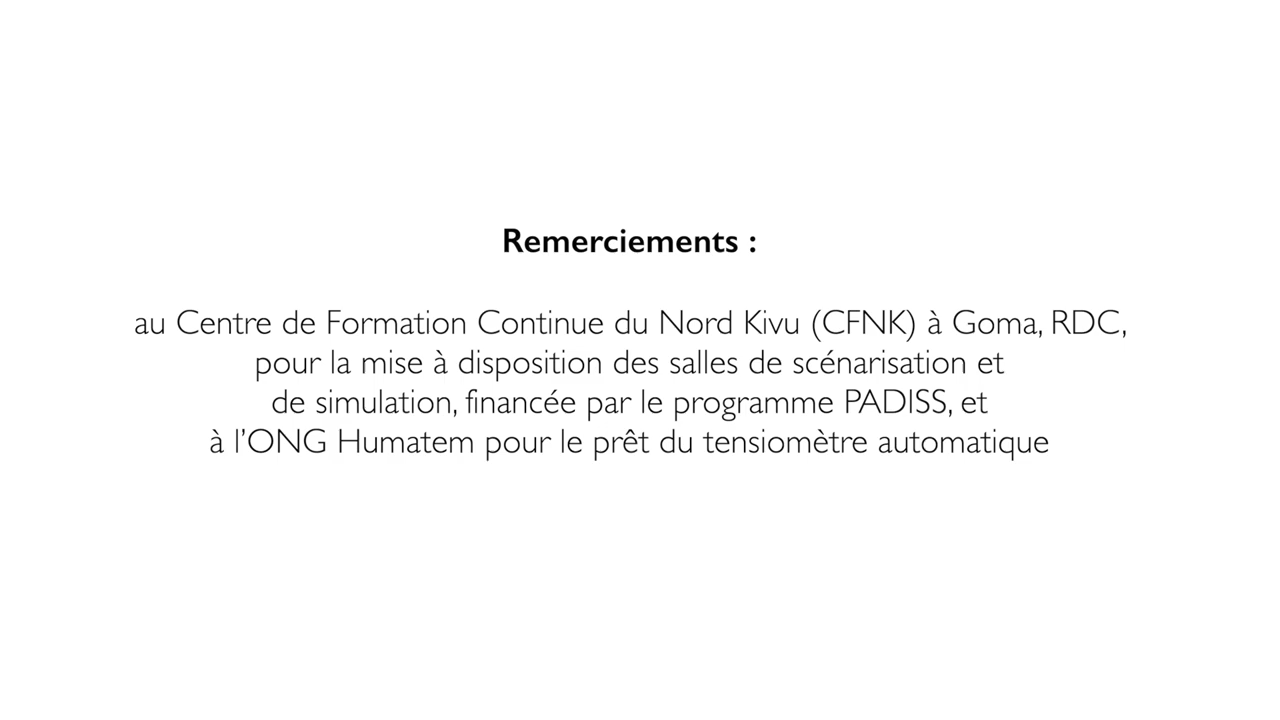 Remerciements :
au Centre de Formation Continue du Nord Kivu (CFNK) à Goma, RDC,
pour la mise à disposition des salles de scénarisation et
de simulation, financée par le programme PADISS, et
à l’ONG Humatem pour le prêt du tensiomètre automatique